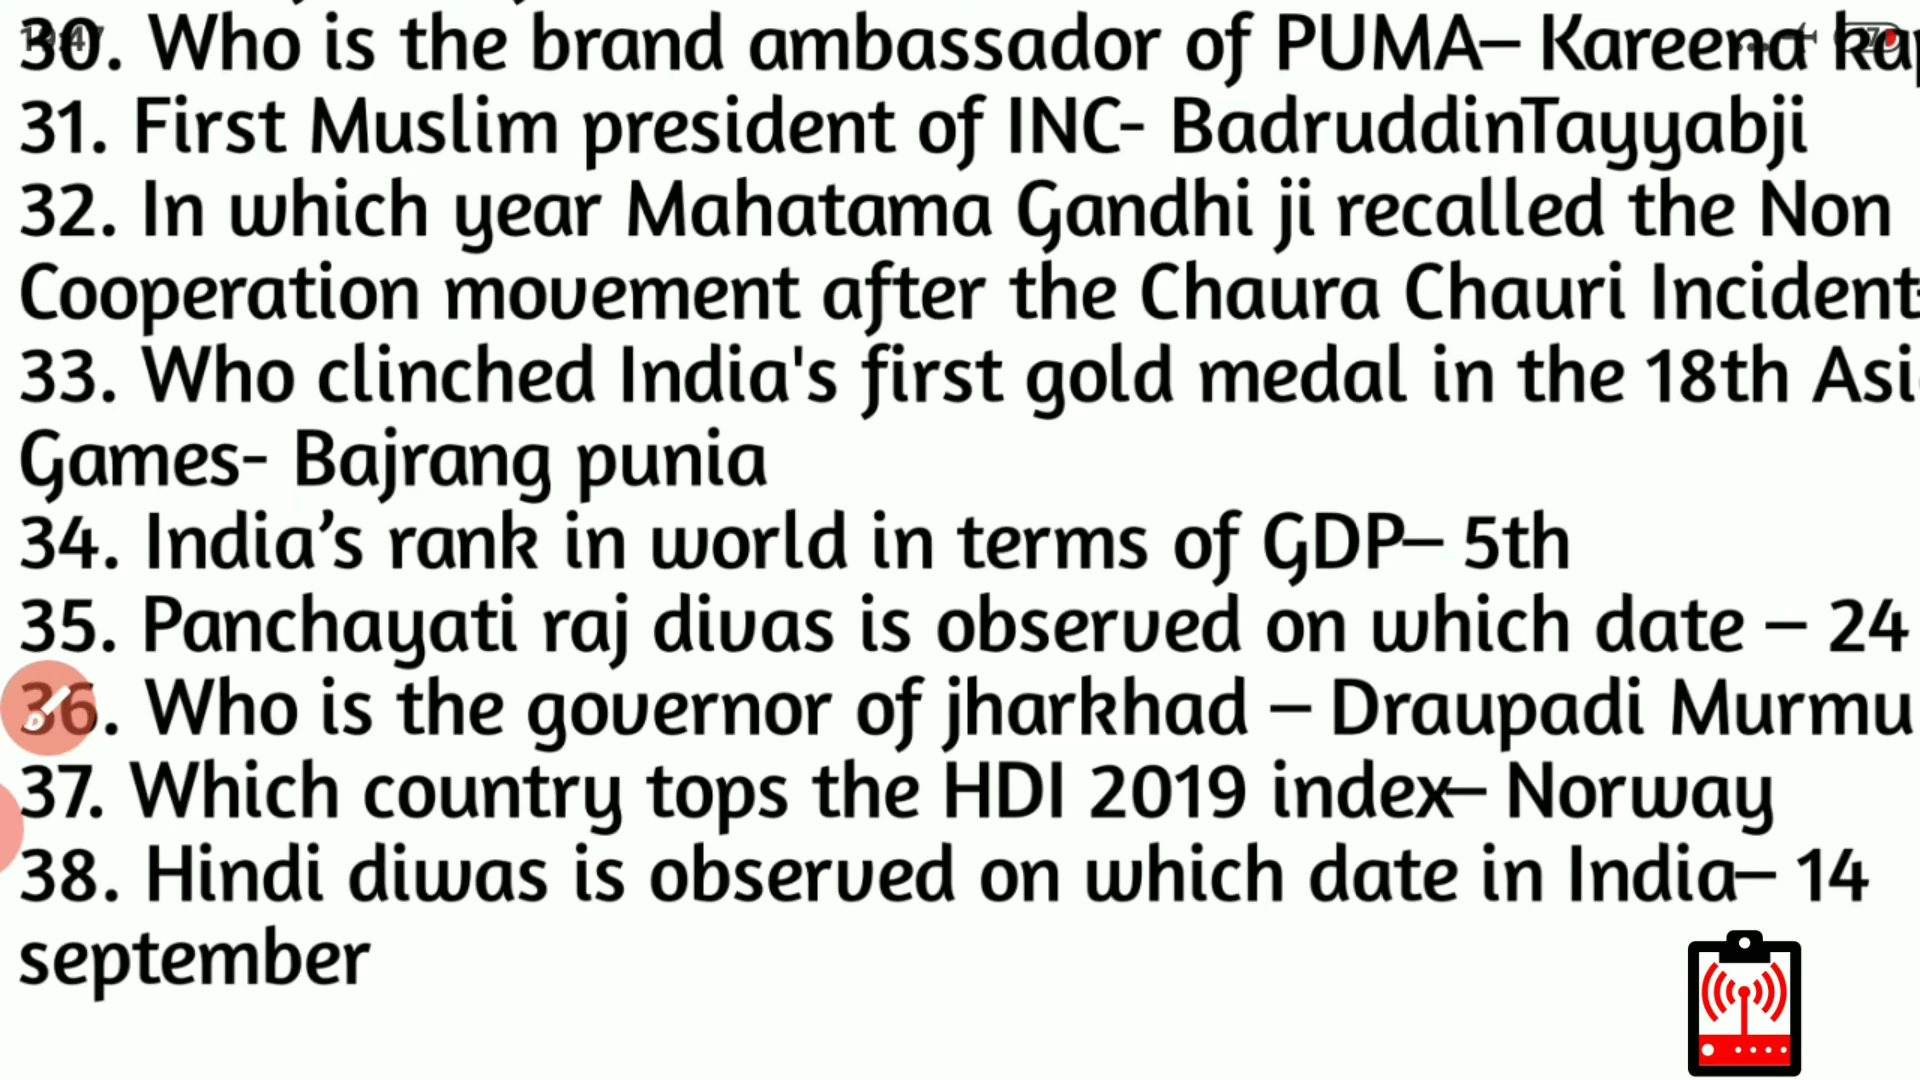 30. Who is the brand ambassador of PUMA– Kareena kap
31. First Muslim president of INC- BadruddinTayyabji
32. In which year Mahatama Gandhi ji recalled the Non
Cooperation movement after the Chaura Chauri Incident-
33. Who clinched India's first gold medal in the 18th Asi
Games- Bajrang punia
34. India’s rank in world in terms of GDP– 5th
35. Panchayati raj divas is observed on which date – 24
36. Who is the governor of jharkhad – Draupadi Murmu
37. Which country tops the HDI 2019 index– Norway
38. Hindi diwas is observed on which date in India– 14
september